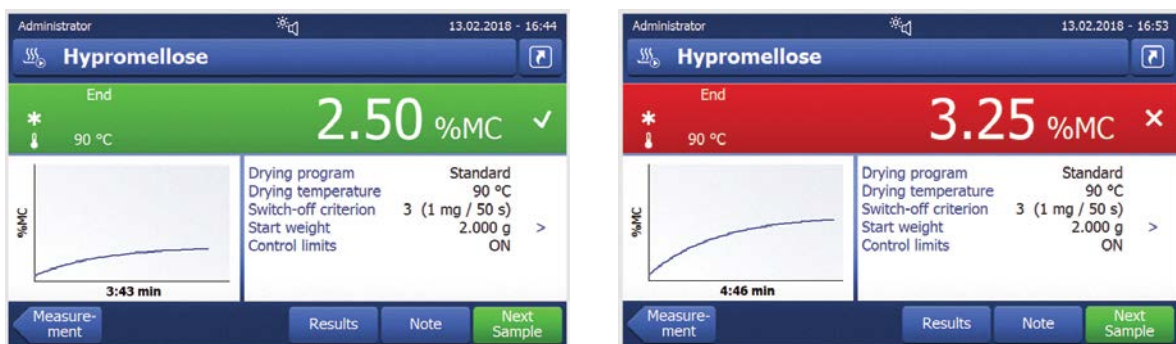 Administrator 13.02.2018 - 16:44
Hypromellose
End
2.50 %MC
90 °C
%MC
3:43 min
Drying program Standard
Drying temperature 90 °C
Switch-off criterion 3 (1 mg / 50 s)
Start weight 2.000 g >
Control limits ON
Measure-
ment
Results
Note
Next
Sample
Administrator 13.02.2018 - 16:53
Hypromellose
End
3.25 %MC
90 °C
%MC
4:46 min
Drying program Standard
Drying temperature 90 °C
Switch-off criterion 3 (1 mg / 50 s)
Start weight 2.000 g >
Control limits ON
Measure-
ment
Results
Note
Next
Sample